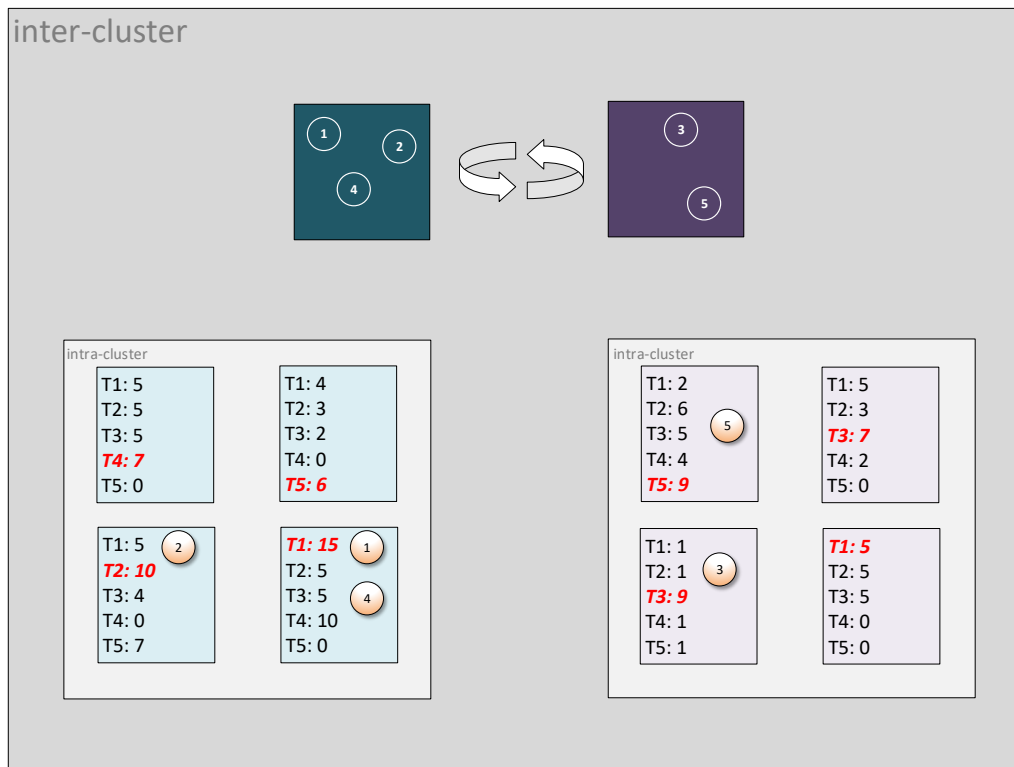 inter-cluster
1
2
4
3
5
intra-cluster
T1: 5
T2: 5
T3: 5
T4: 7
T5: 0
T1: 4
T2: 3
T3: 2
T4: 0
T5: 6
T1: 5
T2: 10
T3: 4
T4: 0
T5: 7
2
T1: 15
T2: 5
T3: 5
T4: 10
T5: 0
1
4
intra-cluster
T1: 2
T2: 6
T3: 5
T4: 4
T5: 9
5
T1: 5
T2: 3
T3: 7
T4: 2
T5: 0
T1: 1
T2: 1
T3: 9
T4: 1
T5: 1
3
T1: 5
T2: 5
T3: 5
T4: 0
T5: 0